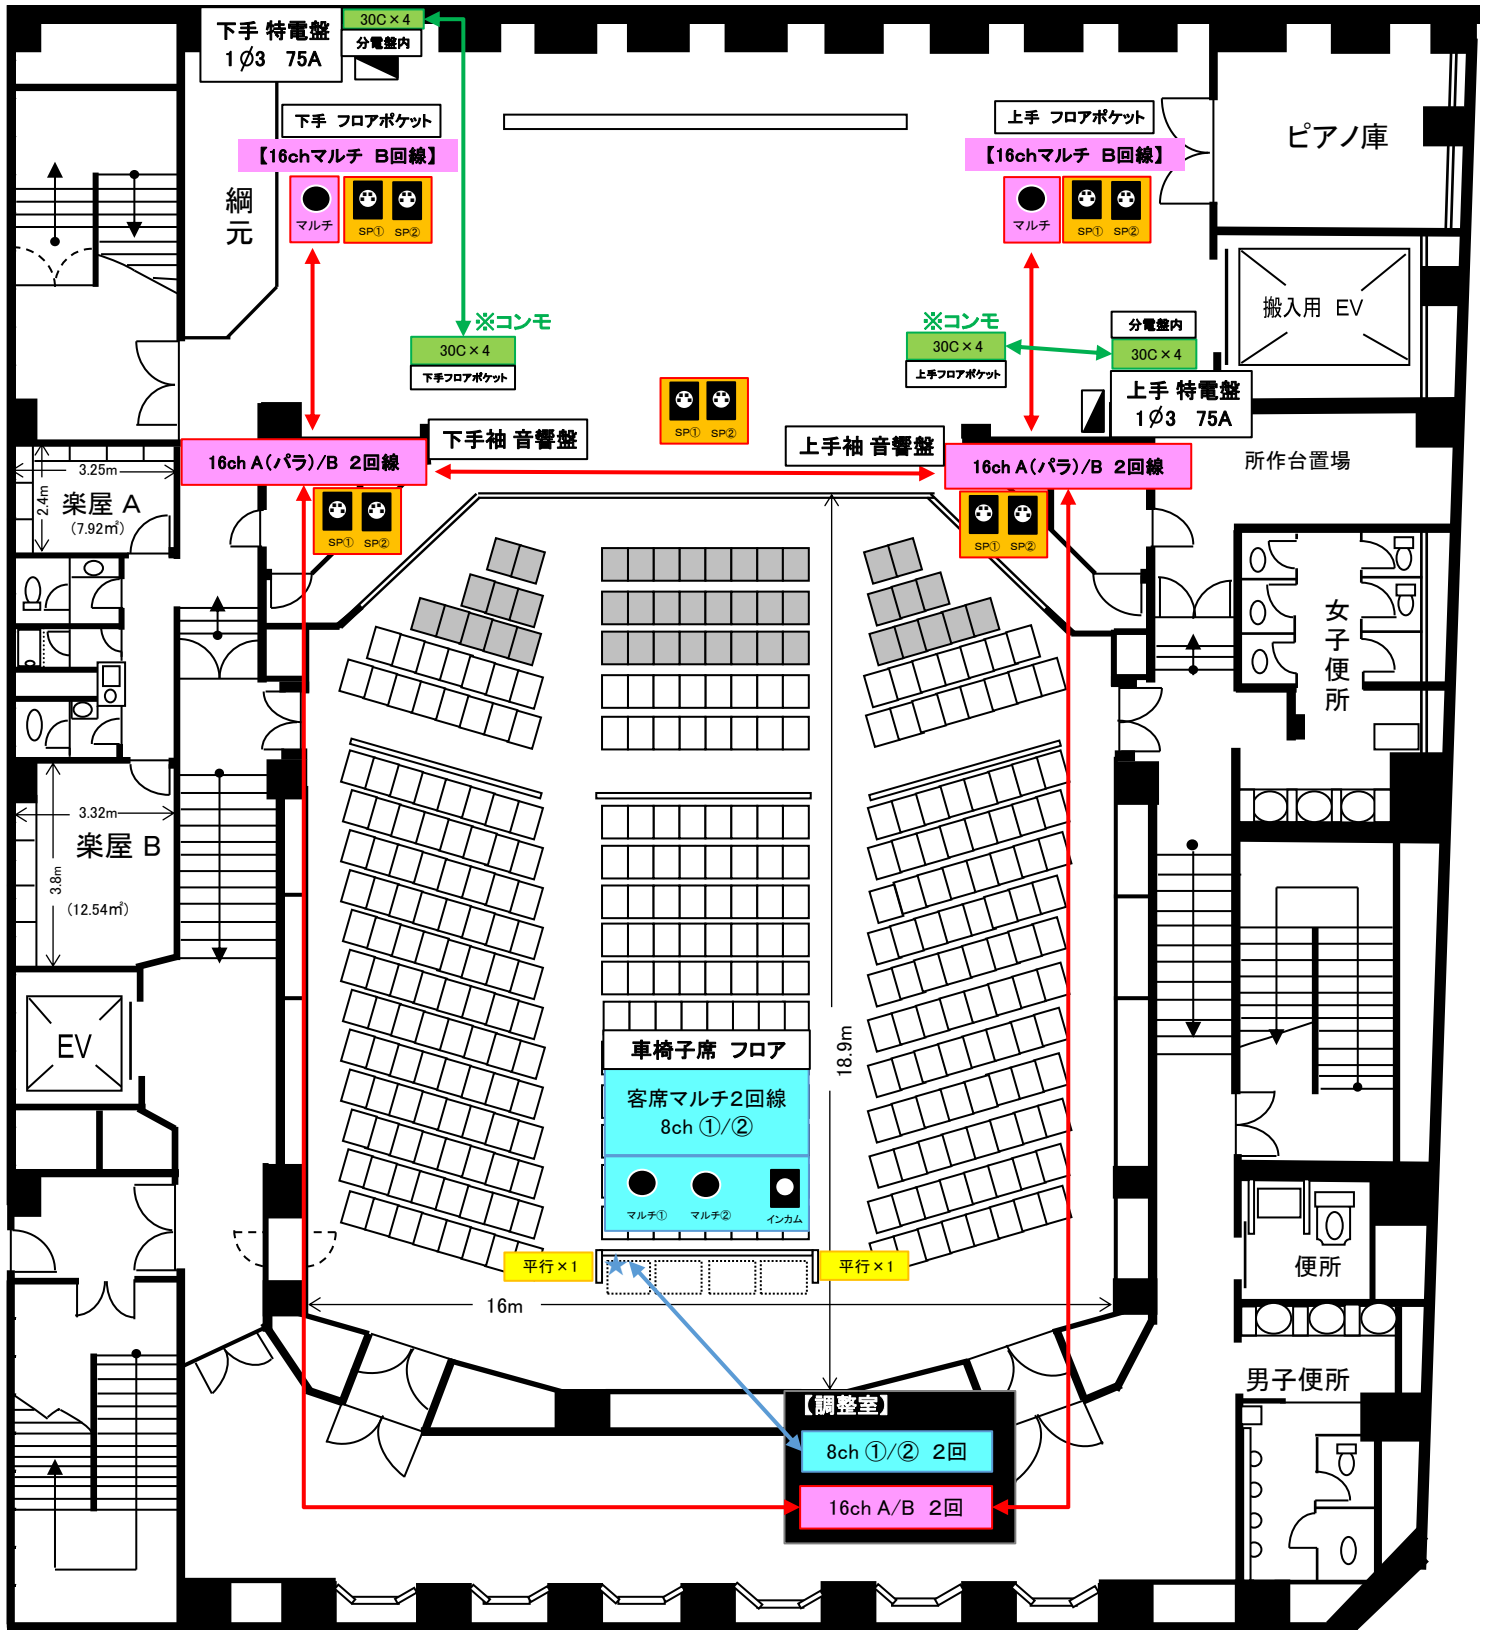 下手 特電盤
1∅3 75A
30C×4
分電盤内
下手 フロアポケット
【16chマルチ B回線】
マルチ
SP① SP②
上手 フロアポケット
【16chマルチ B回線】
マルチ
SP① SP②
ピアノ庫
綱元
搬入用 EV
※コンモ
30C×4
下手フロアポケット
※コンモ
30C×4
上手フロアポケット
分電盤内
30C×4
上手 特電盤
1∅3 75A
SP① SP②
下手袖 音響盤
上手袖 音響盤
16ch A(パラ)/B 2回線
16ch A(パラ)/B 2回線
SP① SP②
SP① SP②
所作台置場
3.25m
2.4m
楽屋 A
(7.92㎡)
女子便所
3.32m
楽屋 B
3.8m
(12.54㎡)
EV
18.9m
車椅子席 フロア
客席マルチ2回線
8ch ①/②
マルチ①
マルチ②
インカム
平行×1
平行×1
16m
便所
男子便所
【調整室】
8ch ①/② 2回
16ch A/B 2回